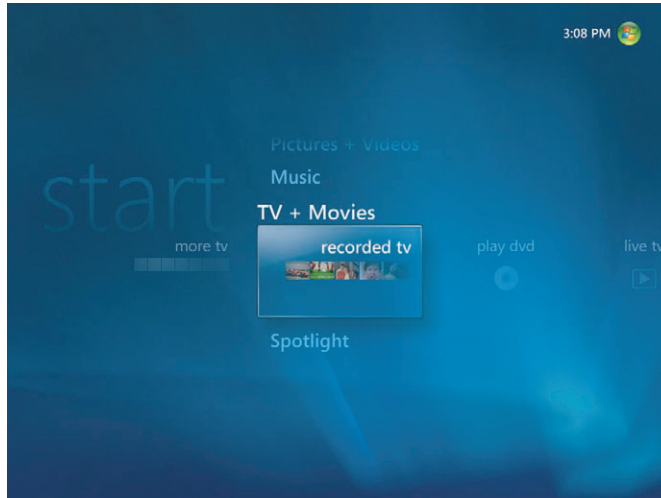 3:08 PM
Pictures + Videos
start
Music
TV + Movies
more tv
recorded tv
play dvd
live tv
Spotlight